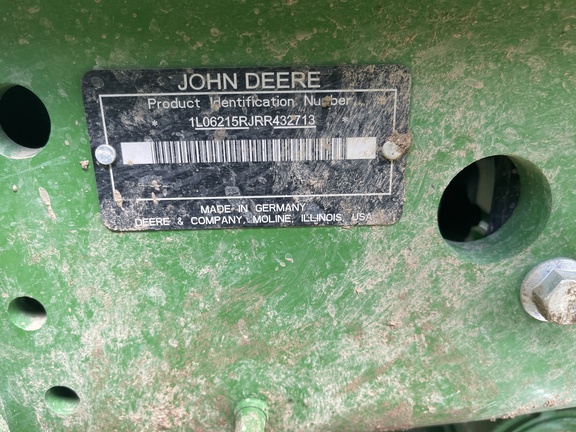 JOHN DEERE
Product Identification Number
* 1L06215RJRR432713
MADE IN GERMANY
DEERE & COMPANY, MOLINE, ILLINOIS, USA